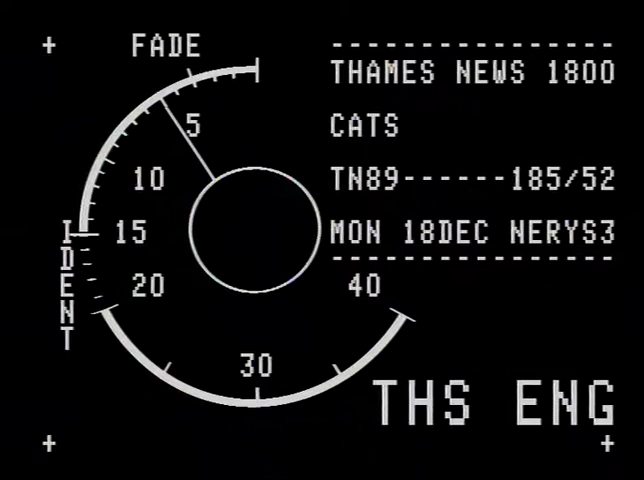 FADE
THAMES NEWS 1800
CATS
TN89------185/52
MON 18DEC NERYS3
5
10
15
20
30
40
IDENT
THS ENG